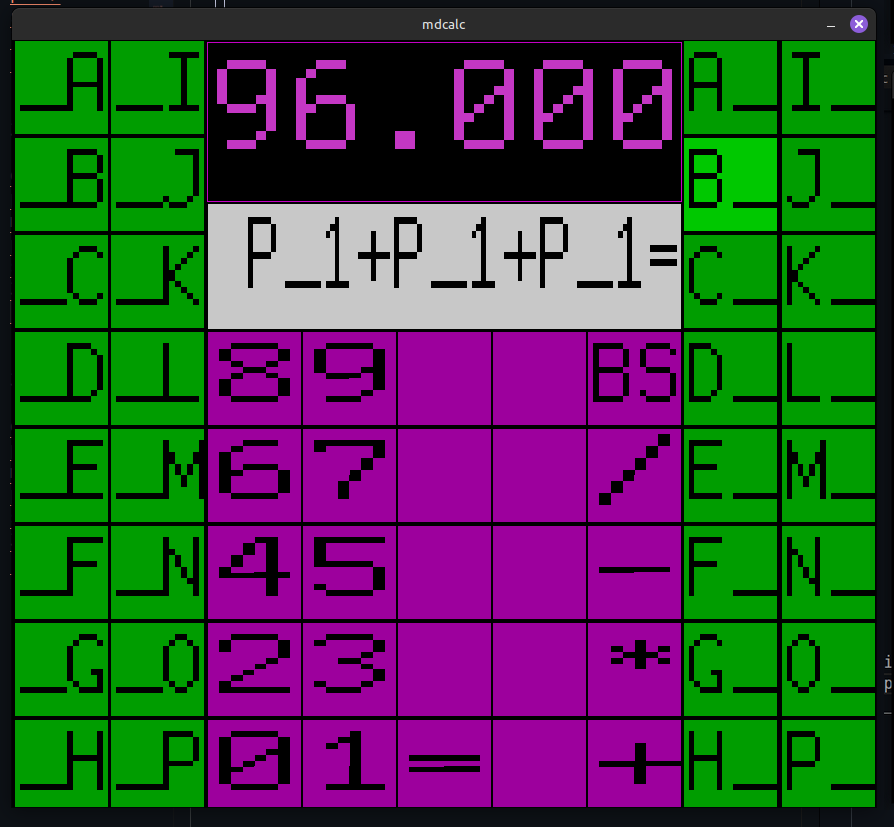 mdcalc
_A _I 96.000 A_ I_
_B _J B_ J_
_C _K P_1+P_1+P_1= C_ K_
_D _L 8 9 BS D_ L_
_E _M 6 7 / E_ M_
_F _N 4 5 - F_ N_
_G _O 2 3 * G_ O_
_H _P 0 1 = + H_ P_